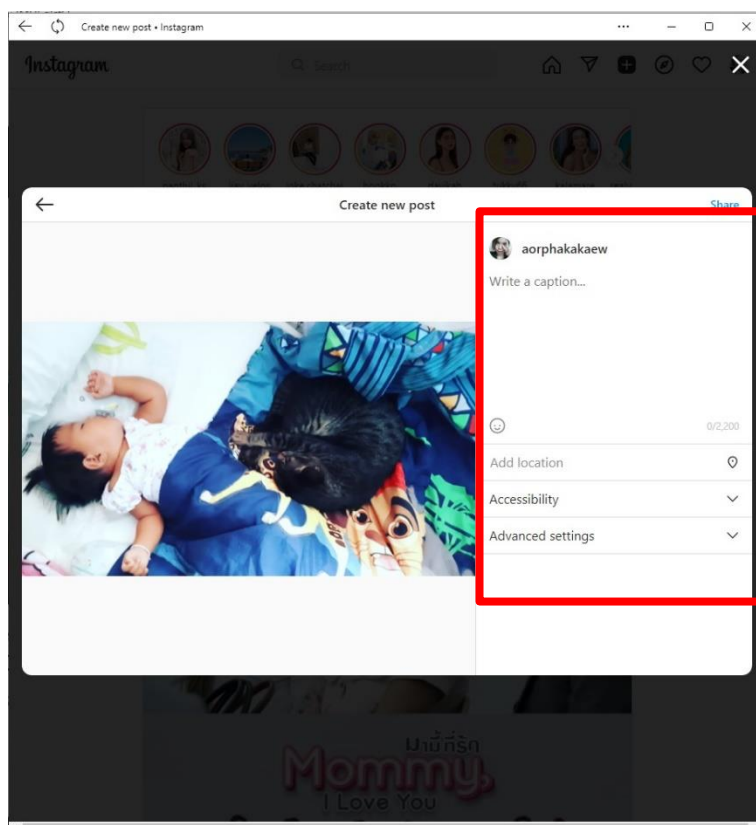 Create new post • Instagram
Instagram
Search
Create new post
Share
aorphakakaew
Write a caption...
0/2,200
Add location
Accessibility
Advanced settings
มามี้ที่รัก
Mommy,
I Love You